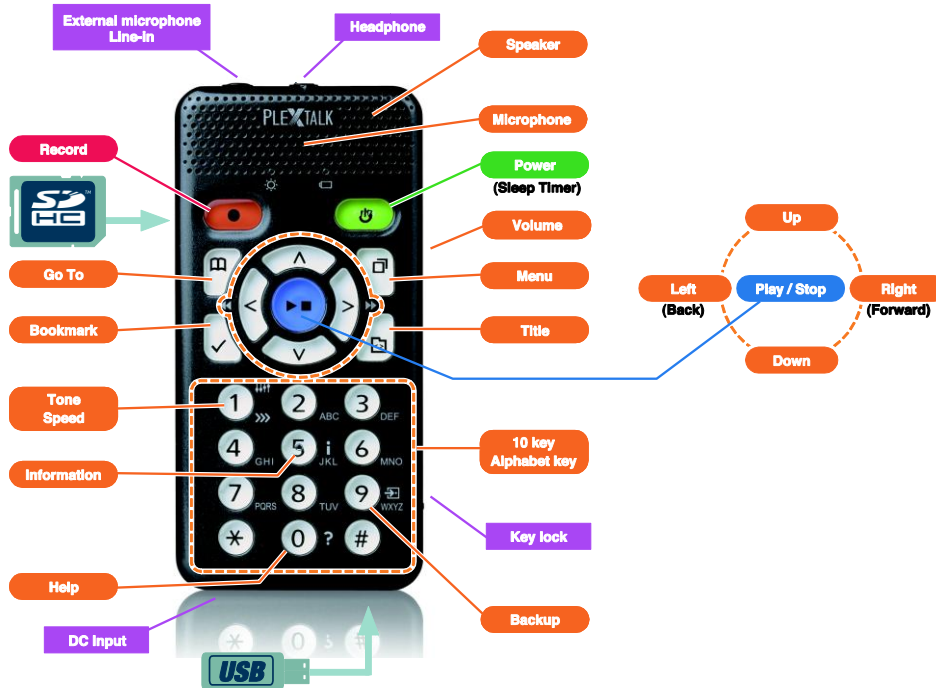 External microphone
Line-in
Headphone
Speaker
PLEXTALK
Microphone
Record
Power
(Sleep Timer)
SD
HC
TM
Volume
Up
Go To
Menu
Left
(Back)
Play / Stop
Right
(Forward)
Bookmark
Title
Down
Tone
Speed
1
2 ABC
3 DEF
10 key
Alphabet key
4 GHI
5 i JKL
6 MNO
Information
7 PQRS
8 TUV
9 WXYZ
* 0 ? #
Key lock
Help
Backup
DC Input
USB